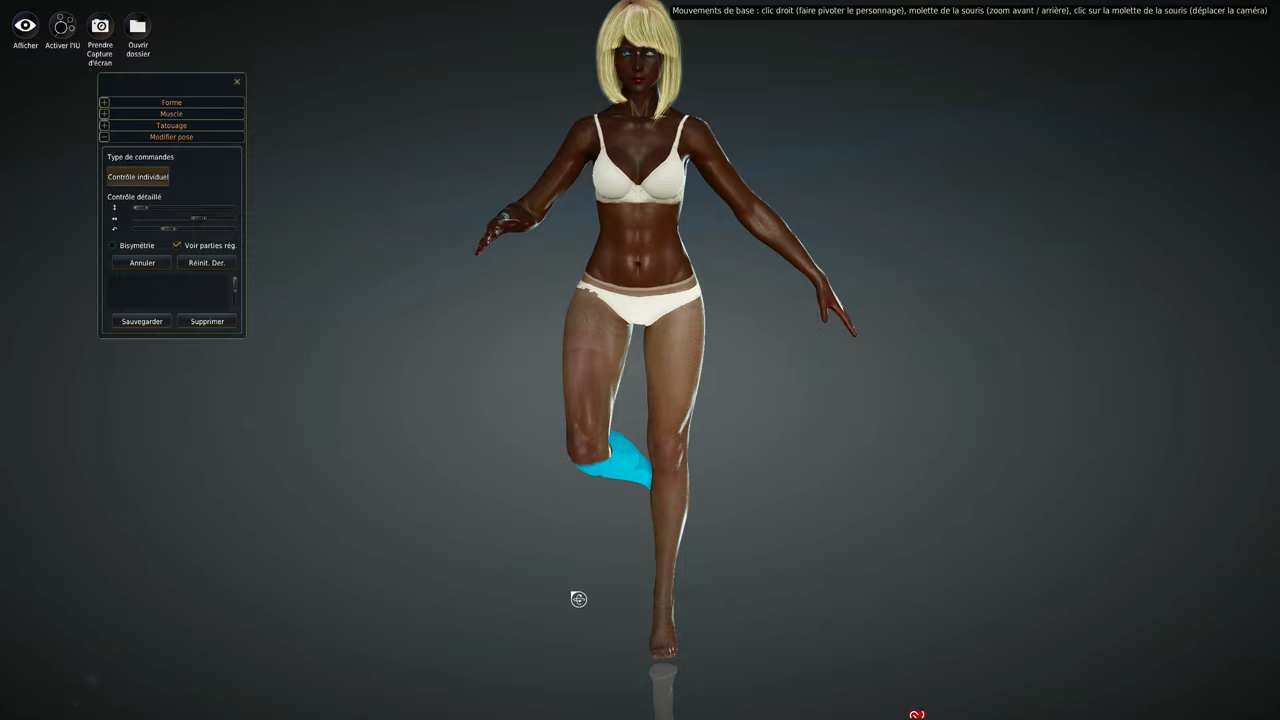 Mouvements de base : clic droit (faire pivoter le personnage), molette de la souris (zoom avant / arrière), clic sur la molette de la souris (déplacer la caméra)
Afficher
Activer l'IU
Prendre
Capture
d'écran
Ouvrir
dossier
Forme
Muscle
Tatouage
Modifier pose
Type de commandes
Contrôle individuel
Contrôle détaillé
Bisymétrie
Voir parties rég.
Annuler
Réinit. Der.
Sauvegarder
Supprimer